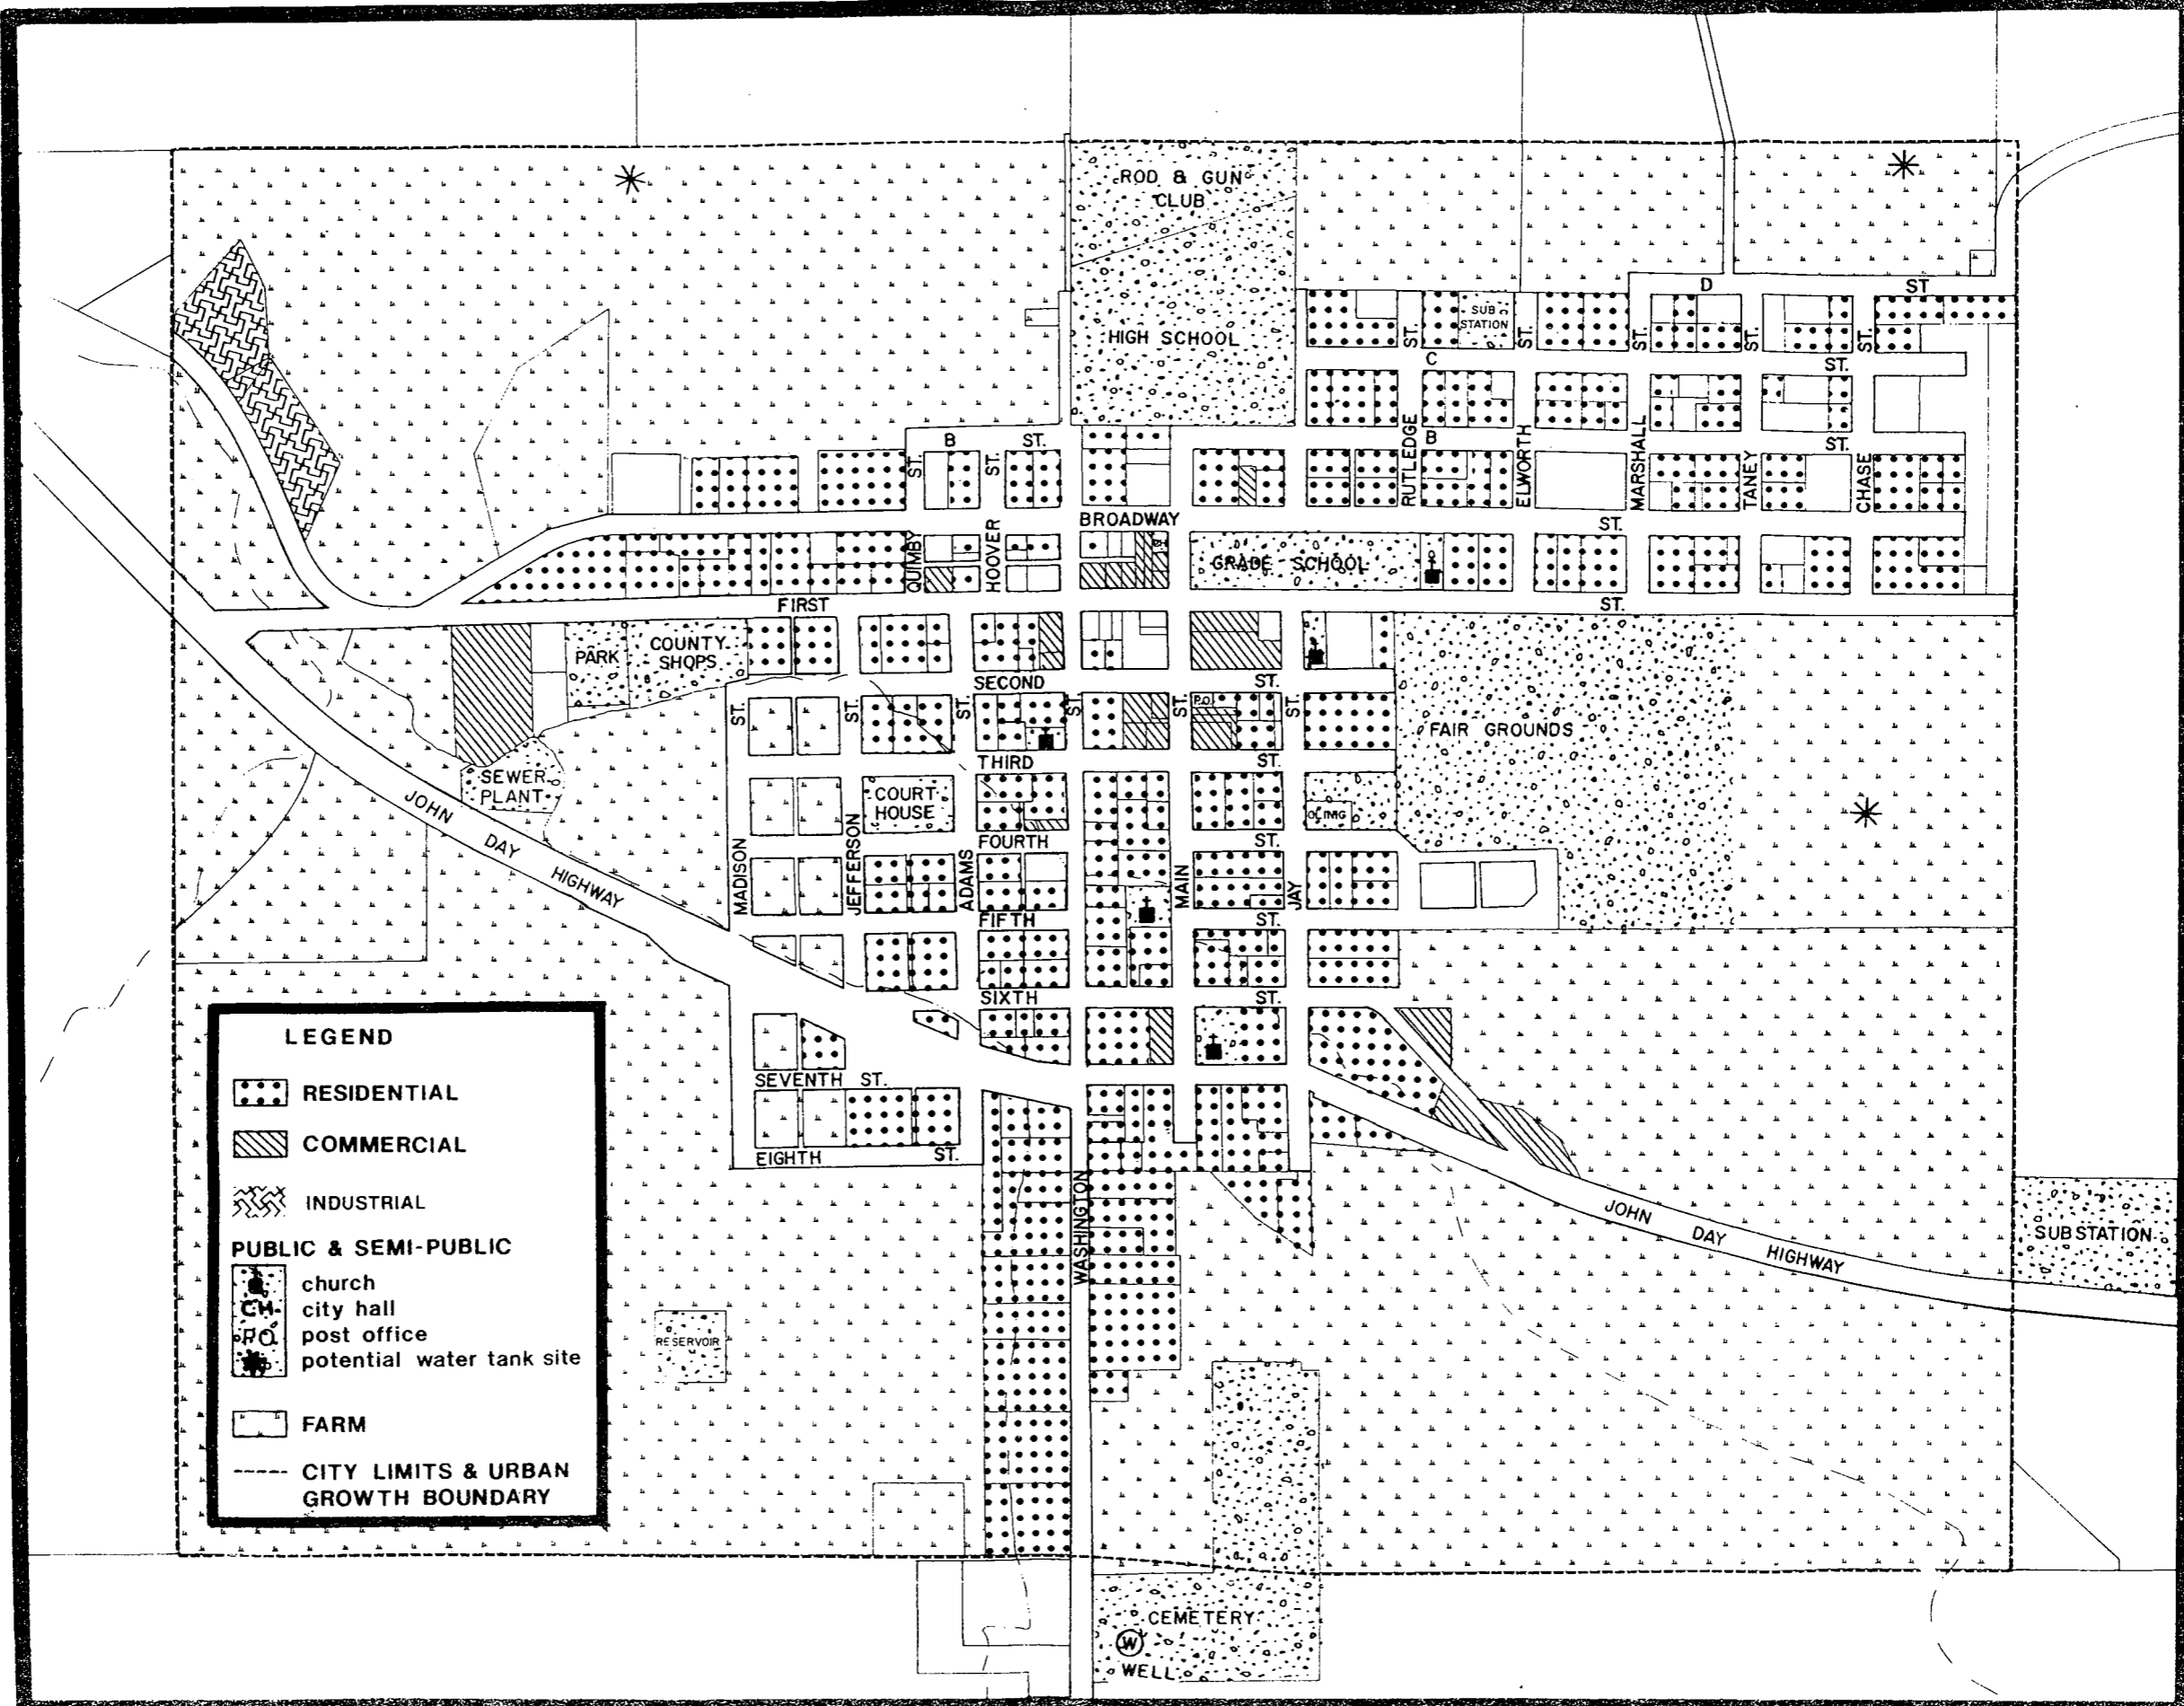 ROD & GUN
CLUB
D ST
HIGH SCHOOL
SUB
STATION
ST.
ST.
ST.
ST.
ST.
C
ST.
RUTLEDGE
ELWORTH
MARSHALL
TANEY
CHASE
B ST.
B
ST.
ST.
ST.
QUIMBY
HOOVER
BROADWAY
ST.
CH
GRADE SCHOOL
FIRST
ST.
PARK
COUNTY
SHOPS
SECOND
ST.
ST.
ST.
ST.
ST.
ST.
ST.
P.O.
FAIR GROUNDS
THIRD
ST.
SEWER
PLANT
COURT
HOUSE
CLINIC
JOHN DAY HIGHWAY
FOURTH
ST.
MADISON
JEFFERSON
ADAMS
MAIN
JAY
FIFTH
ST.
SIXTH
ST.
SEVENTH ST.
EIGHTH ST.
WASHINGTON
JOHN DAY HIGHWAY
SUBSTATION
RESERVOIR
CEMETERY
W
WELL
LEGEND
RESIDENTIAL
COMMERCIAL
INDUSTRIAL
PUBLIC & SEMI-PUBLIC
church
CH city hall
PO post office
potential water tank site
FARM
CITY LIMITS & URBAN
GROWTH BOUNDARY